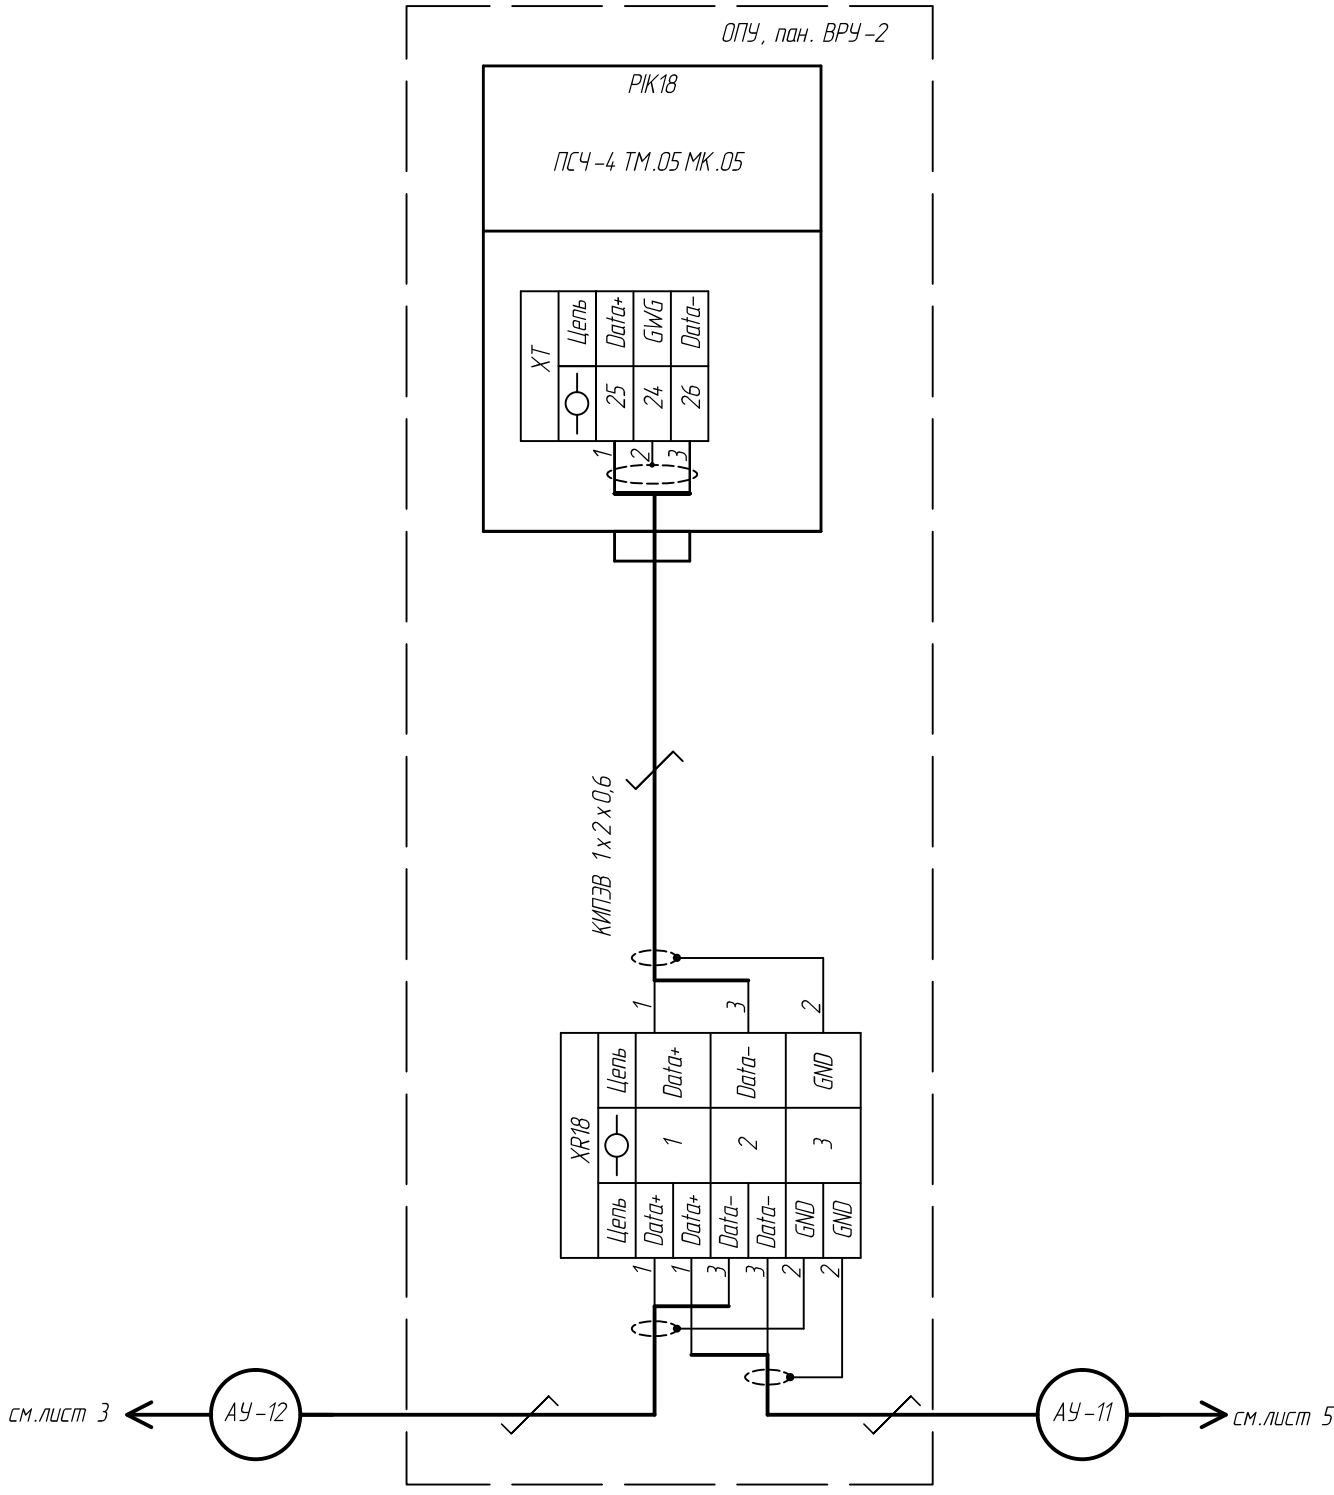 ОПУ, пан. ВРУ-2
PIK18
ПСЧ-4 ТМ.05 МК.05
XT
Цепь
Data+
GWG
Data-
25
24
26
1
2
3
КИПЭВ 1х2х0,6
1
3
2
XR18
Цепь
Data+
Data-
GND
1
2
3
Цепь
Data+
Data+
Data-
Data-
GND
GND
1
1
3
3
2
2
см.лист 3
АУ-12
АУ-11
см.лист 5